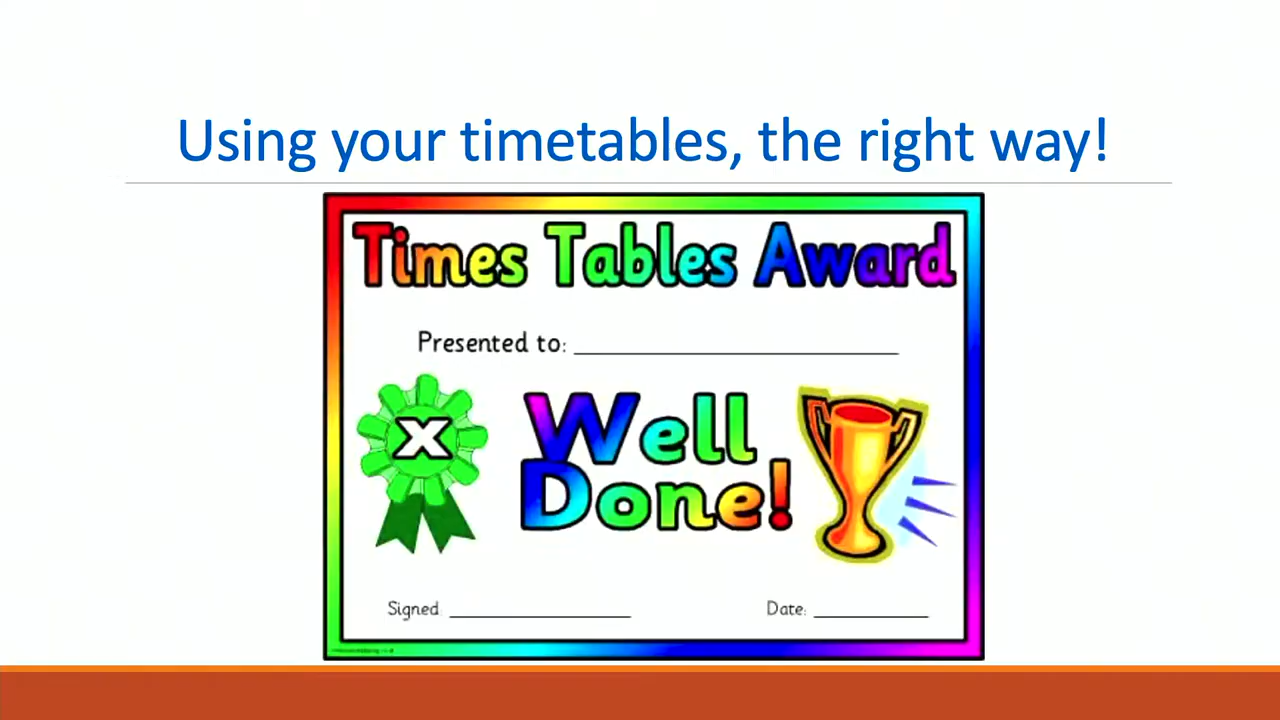 Using your timetables, the right way!
Times Tables Award
Presented to:
x
Well
Done!
Signed:
Date: